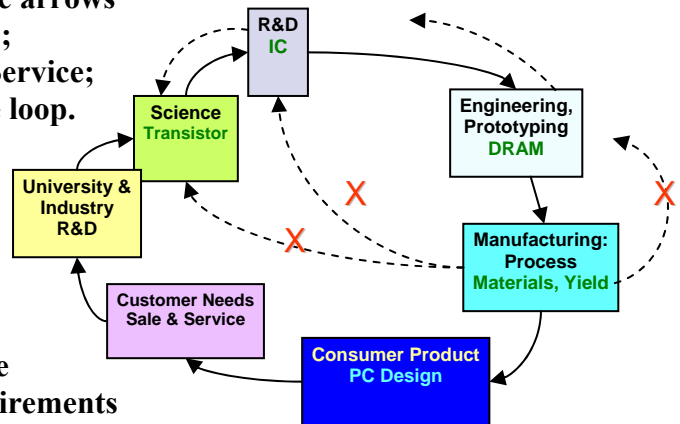 c arrows
;
Service;
loop.
R&D
IC
Science
Transistor
Engineering,
Prototyping
DRAM
University &
Industry
R&D
X
X
X
Manufacturing:
Process
Materials, Yield
Customer Needs
Sale & Service
Consumer Product
PC Design
e
irements